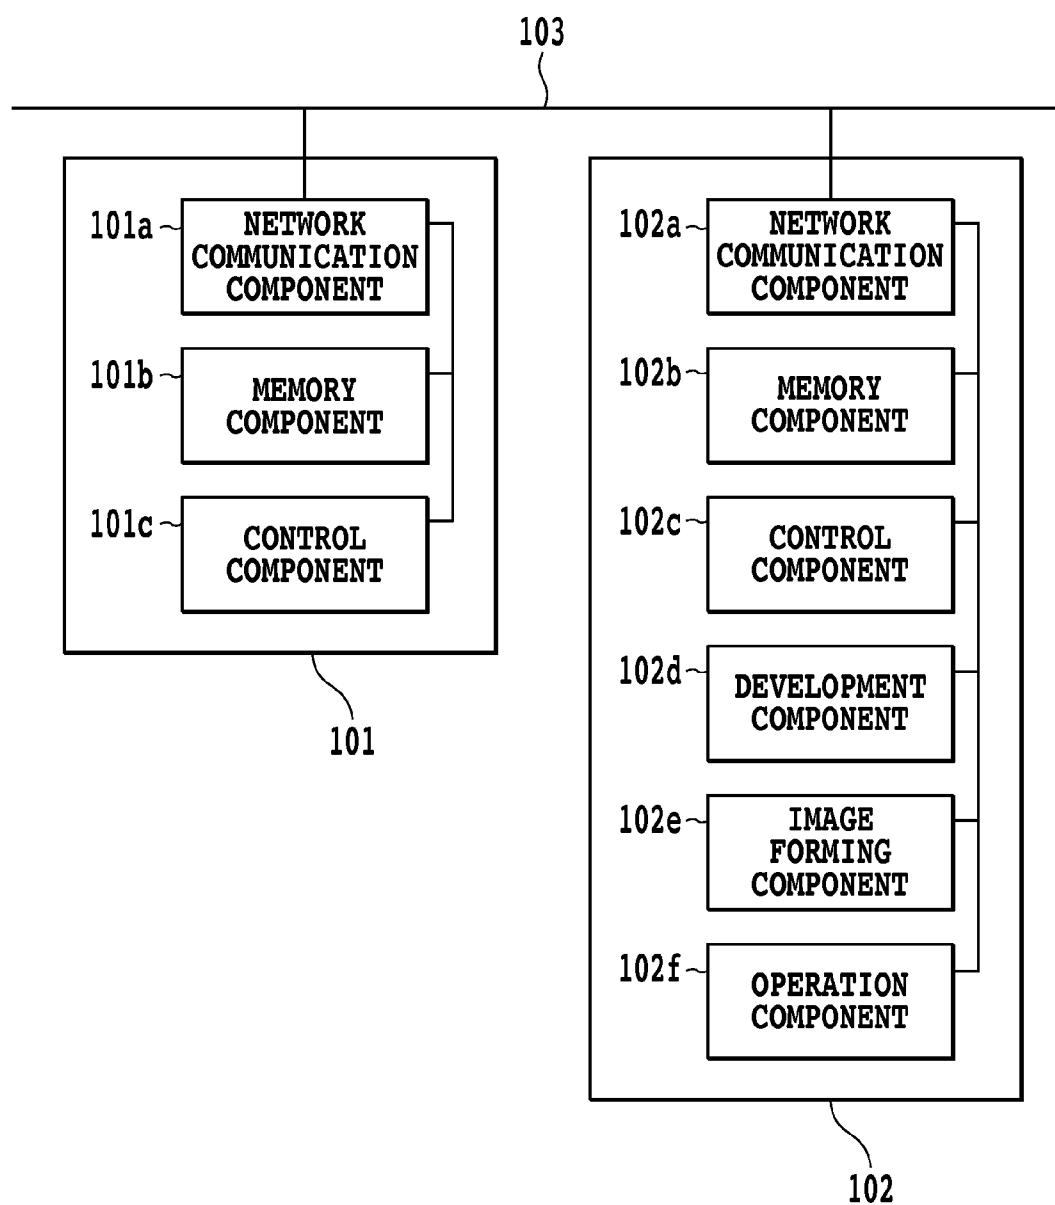 103
101a
NETWORK
COMMUNICATION
COMPONENT
101b
MEMORY
COMPONENT
101c
CONTROL
COMPONENT
101
102a
NETWORK
COMMUNICATION
COMPONENT
102b
MEMORY
COMPONENT
102c
CONTROL
COMPONENT
102d
DEVELOPMENT
COMPONENT
102e
IMAGE
FORMING
COMPONENT
102f
OPERATION
COMPONENT
102